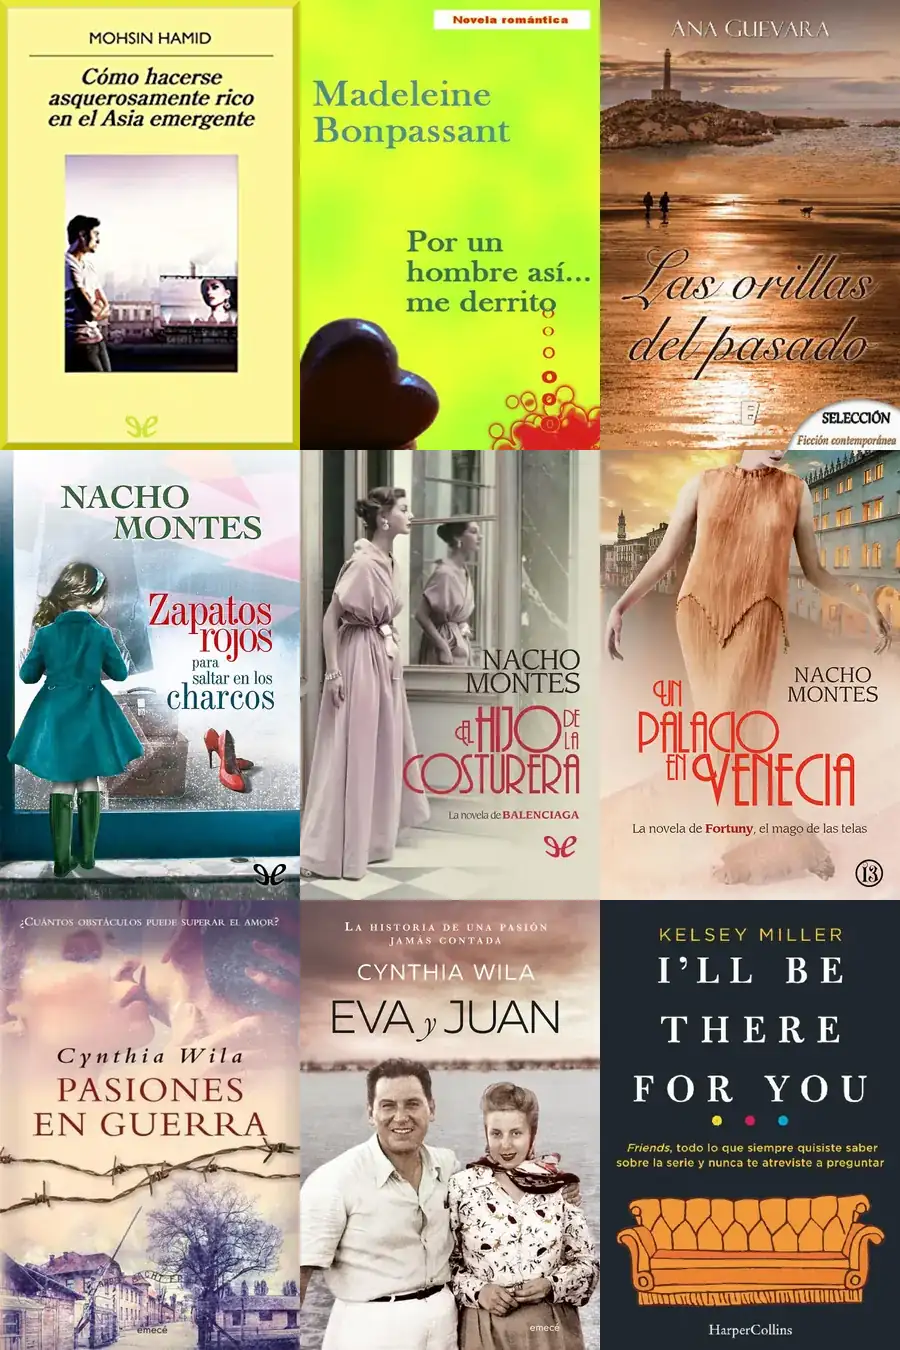 MOHSIN HAMID
Cómo hacerse
asquerosamente rico
en el Asia emergente
Novela romántica
Madeleine
Bonpassant
Por un
hombre así...
me derrito
ANA GUEVARA
Las orillas
del pasado
B
SELECCIÓN
Ficción contemporánea
NACHO
MONTES
Zapatos
rojos
para
saltar en los
charcos
NACHO
MONTES
EL HIJO DE
LA
COSTURERA
La novela de BALENCIAGA
NACHO
MONTES
UN
PALACIO
EN VENECIA
La novela de Fortuny, el mago de las telas
13
¿CUÁNTOS OBSTÁCULOS PUEDE SUPERAR EL AMOR?
Cynthia Wila
PASIONES
EN GUERRA
emecé
LA HISTORIA DE UNA PASIÓN
JAMÁS CONTADA
CYNTHIA WILA
EVA y JUAN
emecé
KELSEY MILLER
I'LL BE
THERE
FOR YOU
Friends, todo lo que siempre quisiste saber
sobre la serie y nunca te atreviste a preguntar
HarperCollins